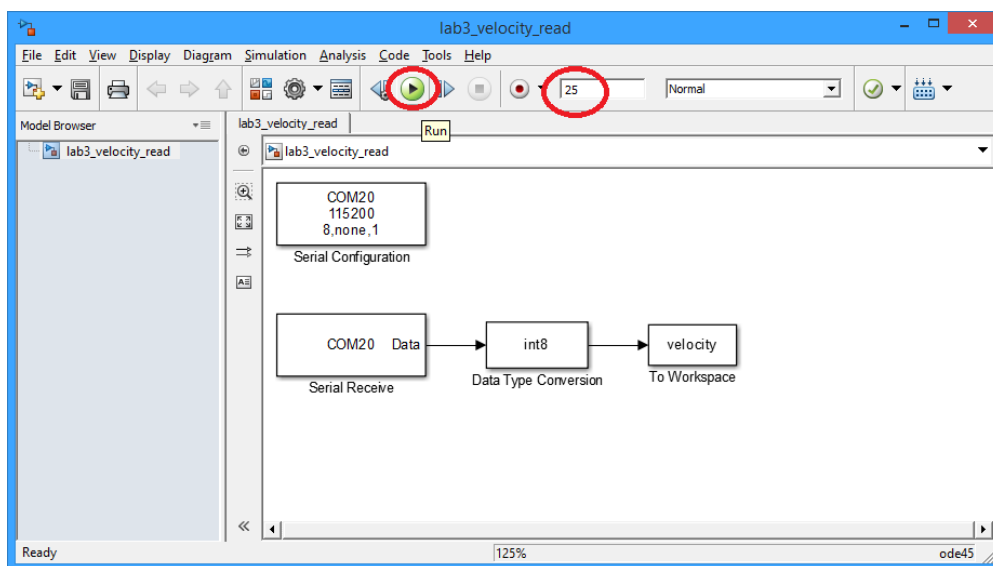 lab3_velocity_read
File Edit View Display Diagram Simulation Analysis Code Tools Help
25
Normal
Model Browser
lab3_velocity_read
Run
lab3_velocity_read
lab3_velocity_read
COM20
115200
8,none,1
Serial Configuration
COM20 Data
int8
velocity
Serial Receive
Data Type Conversion
To Workspace
Ready
125%
ode45